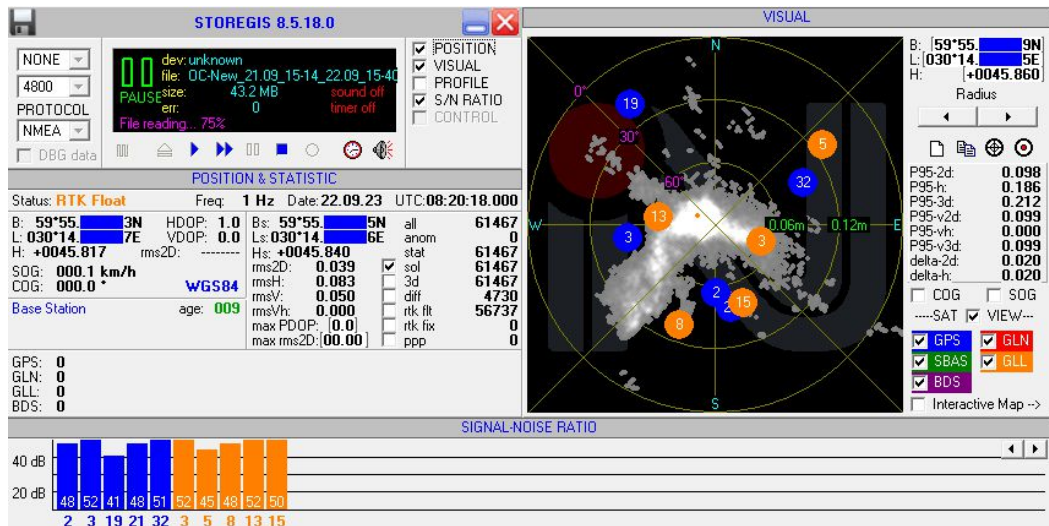 STOREGIS 8.5.18.0
NONE
4800
PROTOCOL
NMEA
DBG data
PAUSE
dev: unknown
file: OC-New_21.09_15-14_22.09_15-40
size: 43.2 MB sound off
err: 0 timer off
File reading... 75%
POSITION
VISUAL
PROFILE
S/N RATIO
CONTROL
POSITION & STATISTIC
Status: RTK Float Freq: 1 Hz Date: 22.09.23 UTC:08:20:18.000
B: 59*55. 3N HDOP: 1.0
L: 030*14. 7E VDOP: 0.0
H: +0045.817 rms2D: --------
SOG: 000.1 km/h
COG: 000.0 * WGS84
Base Station age: 009
Bs: 59*55. 5N
Ls: 030*14. 6E
Hs: +0045.840
rms2D: 0.039
rmsH: 0.083
rmsV: 0.050
rmsVh: 0.000
max PDOP: [0.0]
max rms2D:[00.00]
all 61467
anom 0
stat 61467
sol 61467
3d 61467
diff 4730
rtk flt 56737
rtk fix 0
ppp 0
GPS: 0
GLN: 0
GLL: 0
BDS: 0
VISUAL
N
0°
19
30°
5
60°
32
13
W
3
3
0.06m
0.12m
E
2
2
15
8
S
B: [59*55. 9N]
L: [030*14. 5E]
H: [+0045.860]
Radius
P95-2d: 0.098
P95-h: 0.186
P95-3d: 0.212
P95-v2d: 0.099
P95-vh: 0.000
P95-v3d: 0.099
delta-2d: 0.020
delta-h: 0.020
COG SOG
-----SAT VIEW---
GPS GLN
SBAS GLL
BDS
Interactive Map -->
SIGNAL-NOISE RATIO
40 dB
20 dB
48 52 41 48 51 52 45 48 52 50
2 3 19 21 32 3 5 8 13 15